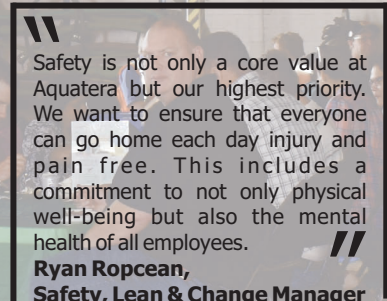 Safety is not only a core value at
Aquatera but our highest priority.
We want to ensure that everyone
can go home each day injury and
pain free. This includes a
commitment to not only physical
well-being but also the mental
health of all employees.
Ryan Ropcean,
Safety, Lean & Change Manager